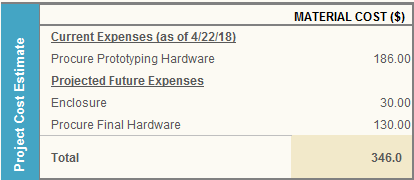 Project Cost Estimate
MATERIAL COST ($)
Current Expenses (as of 4/22/18)
Procure Prototyping Hardware 186.00
Projected Future Expenses
Enclosure 30.00
Procure Final Hardware 130.00
Total 346.0